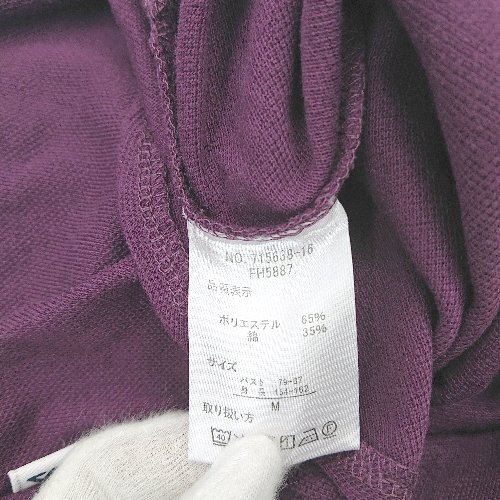 NO. 715639-16
FH5887
品質表示
ポリエステル 65%
綿 35%
サイズ
バスト 79-87
身長 154-162
M
取り扱い方
40
F